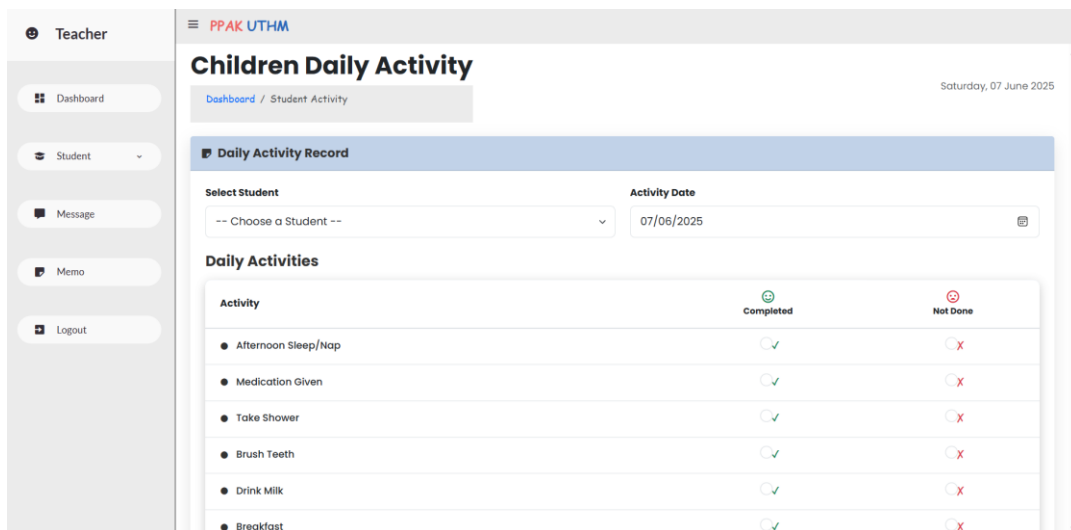 Teacher
Dashboard
Student
Message
Memo
Logout
PPAK UTHM
Children Daily Activity
Dashboard / Student Activity
Saturday, 07 June 2025
Daily Activity Record
Select Student
Activity Date
-- Choose a Student --
07/06/2025
Daily Activities
Activity
Completed
Not Done
Afternoon Sleep/Nap
Medication Given
Take Shower
Brush Teeth
Drink Milk
Breakfast